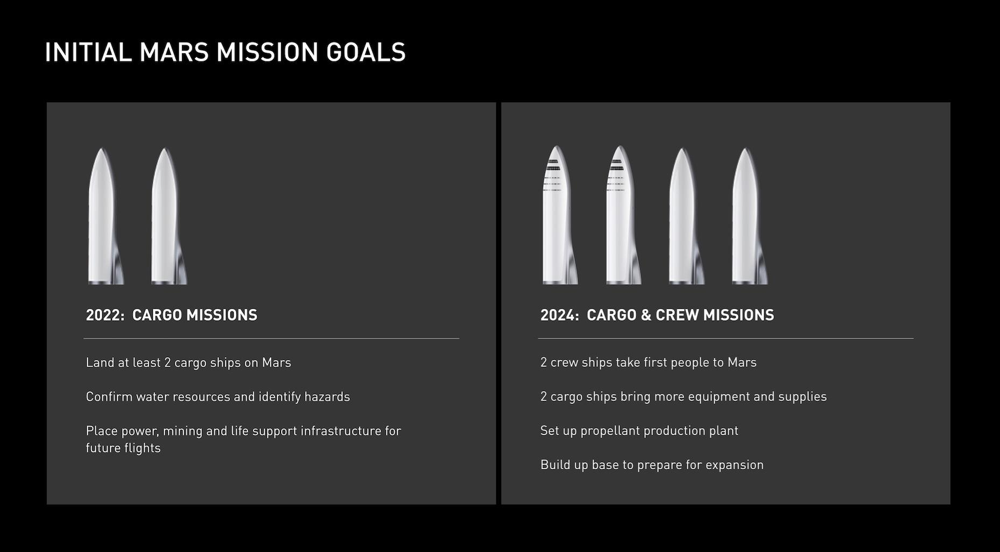 INITIAL MARS MISSION GOALS
2022: CARGO MISSIONS
Land at least 2 cargo ships on Mars
Confirm water resources and identify hazards
Place power, mining and life support infrastructure for
future flights
2024: CARGO & CREW MISSIONS
2 crew ships take first people to Mars
2 cargo ships bring more equipment and supplies
Set up propellant production plant
Build up base to prepare for expansion